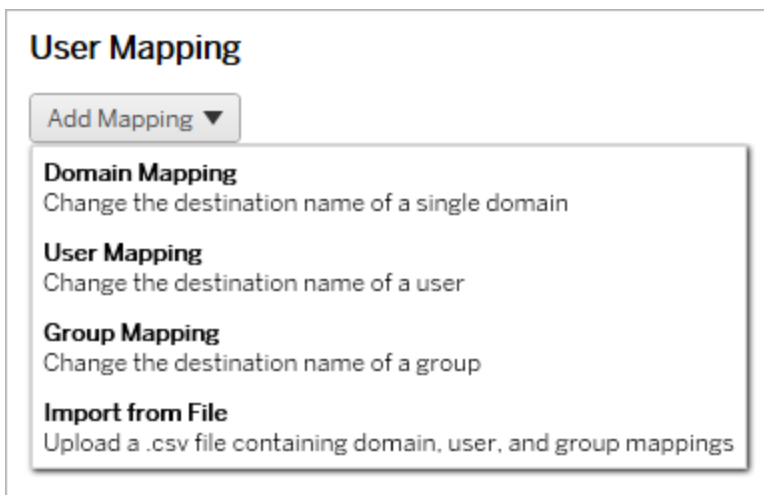 User Mapping
Add Mapping ▼
Domain Mapping
Change the destination name of a single domain
User Mapping
Change the destination name of a user
Group Mapping
Change the destination name of a group
Import from File
Upload a .csv file containing domain, user, and group mappings